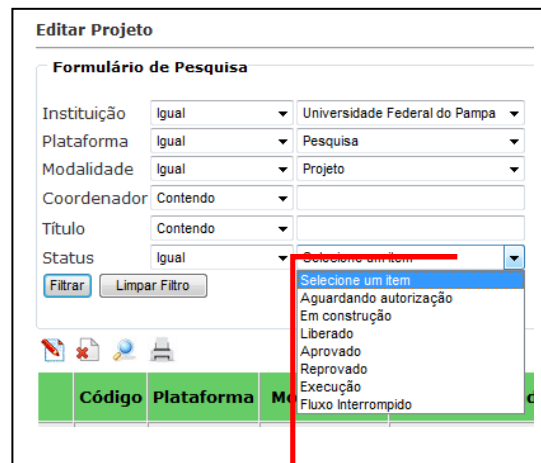 Editar Projeto
Formulário de Pesquisa
Instituição Igual Universidade Federal do Pampa
Plataforma Igual Pesquisa
Modalidade Igual Projeto
Coordenador Contendo
Título Contendo
Status Igual Selecione um item
Filtrar Limpar Filtro
Selecione um item
Aguardando autorização
Em construção
Liberado
Aprovado
Reprovado
Execução
Fluxo Interrompido
Código Plataforma